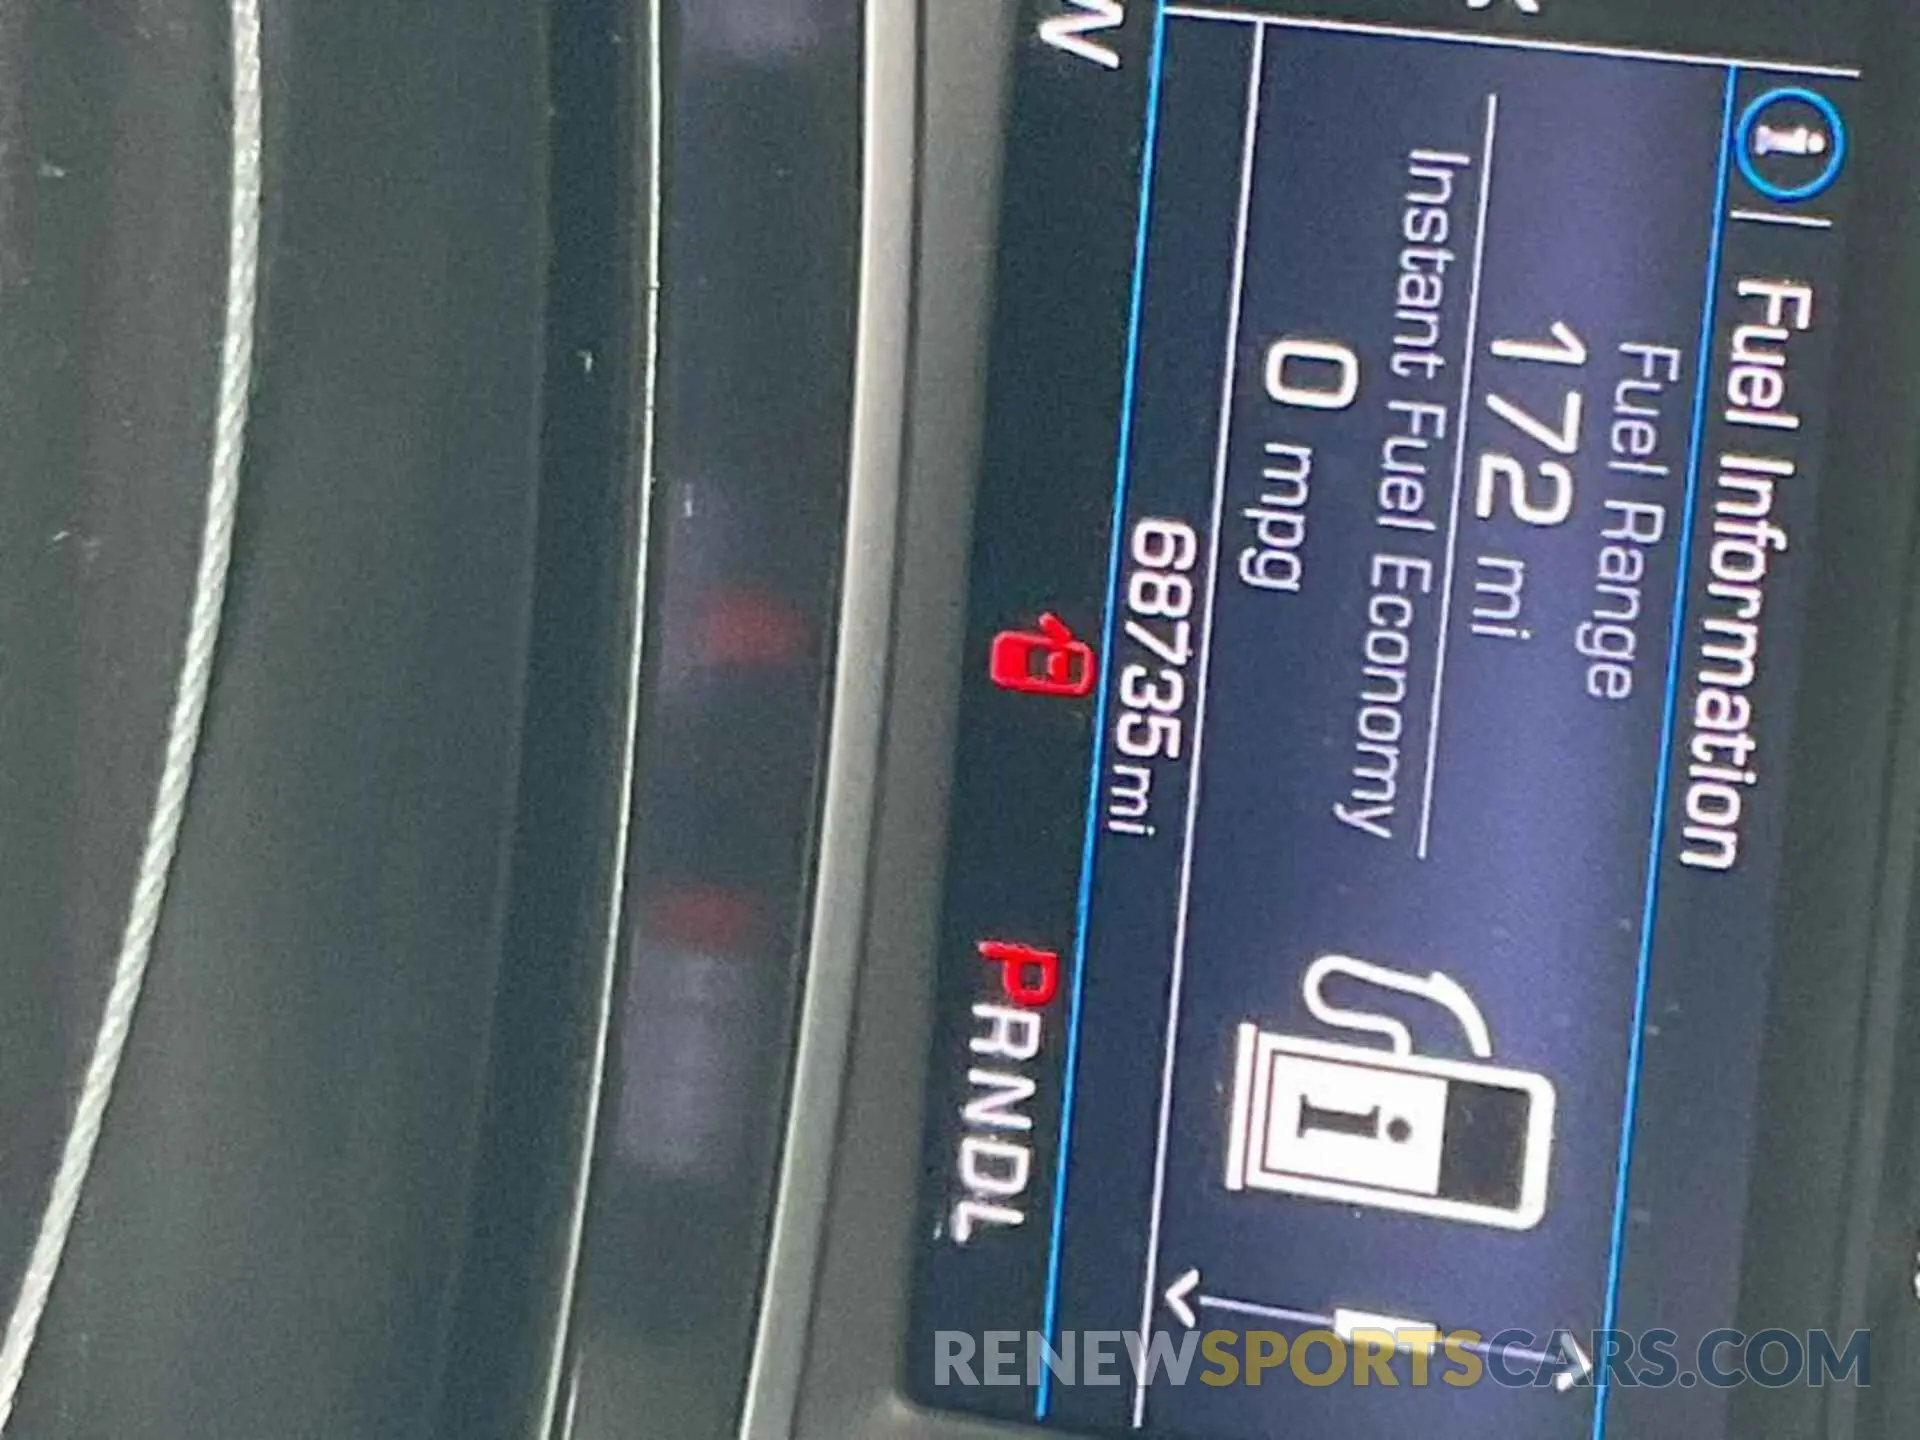 Fuel Information
Fuel Range
172 mi
Instant Fuel Economy
0 mpg
68735 mi
W
PRNDL
RENEWSPORTSCARS.COM